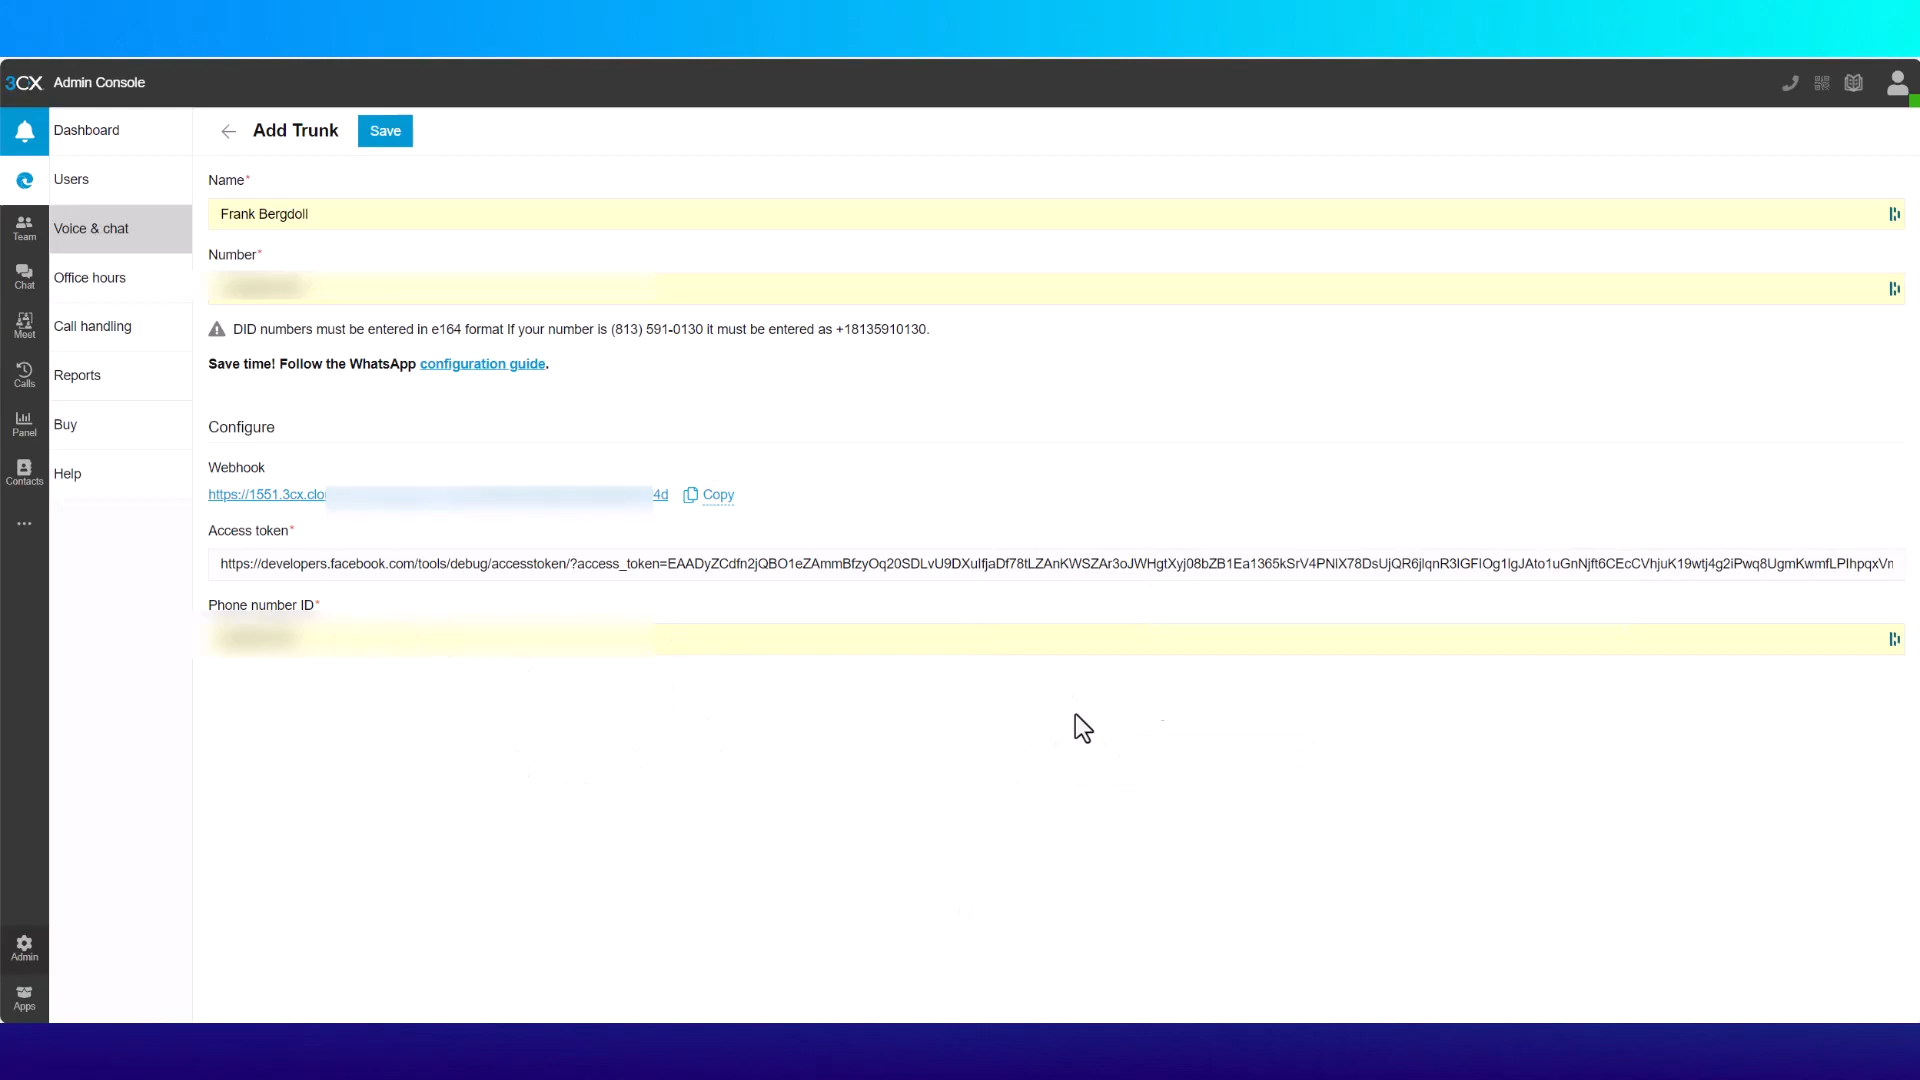 3CX Admin Console
Dashboard
Users
Voice & chat
Office hours
Call handling
Reports
Buy
Help
Team
Chat
Meet
Calls
Panel
Contacts
Admin
Apps
Add Trunk
Save
Name*
Frank Bergdoll
Number*
DID numbers must be entered in e164 format If your number is (813) 591-0130 it must be entered as +18135910130.
Save time! Follow the WhatsApp configuration guide.
Configure
Webhook
https://1551.3cx.clou 4d Copy
Access token*
https://developers.facebook.com/tools/debug/accesstoken/?access_token=
Phone number ID*